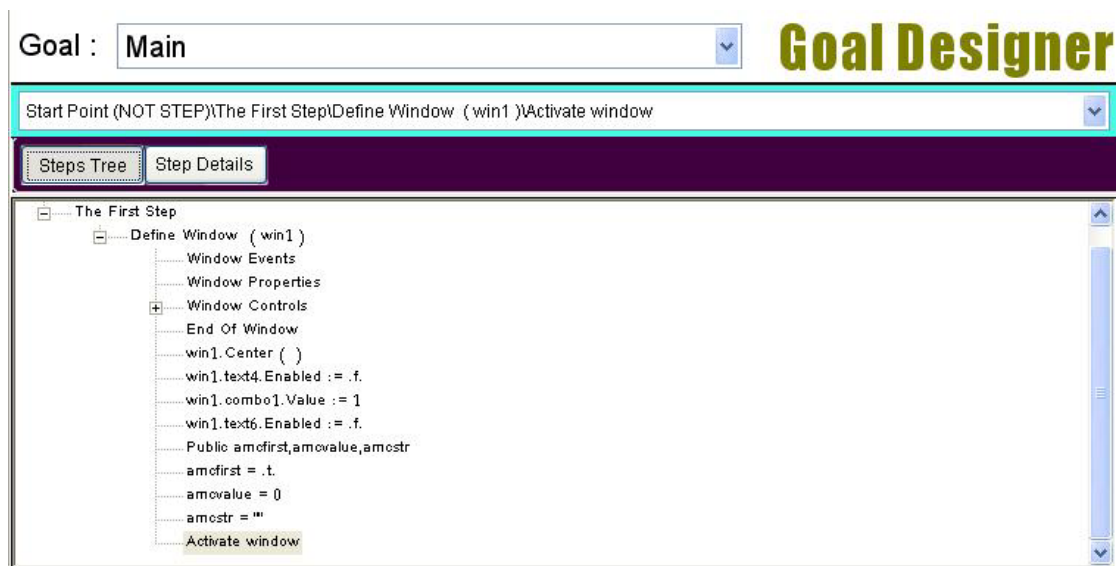 Goal : Main Goal Designer
Start Point (NOT STEP)\The First Step\Define Window ( win1 )\Activate window
Steps Tree Step Details
The First Step
Define Window ( win1 )
Window Events
Window Properties
Window Controls
End Of Window
win1.Center ( )
win1.text4.Enabled := .f.
win1.combo1.Value := 1
win1.text6.Enabled := .f.
Public amcfirst,amcvalue,amcstr
amcfirst = .t.
amcvalue = 0
amcstr = ""
Activate window